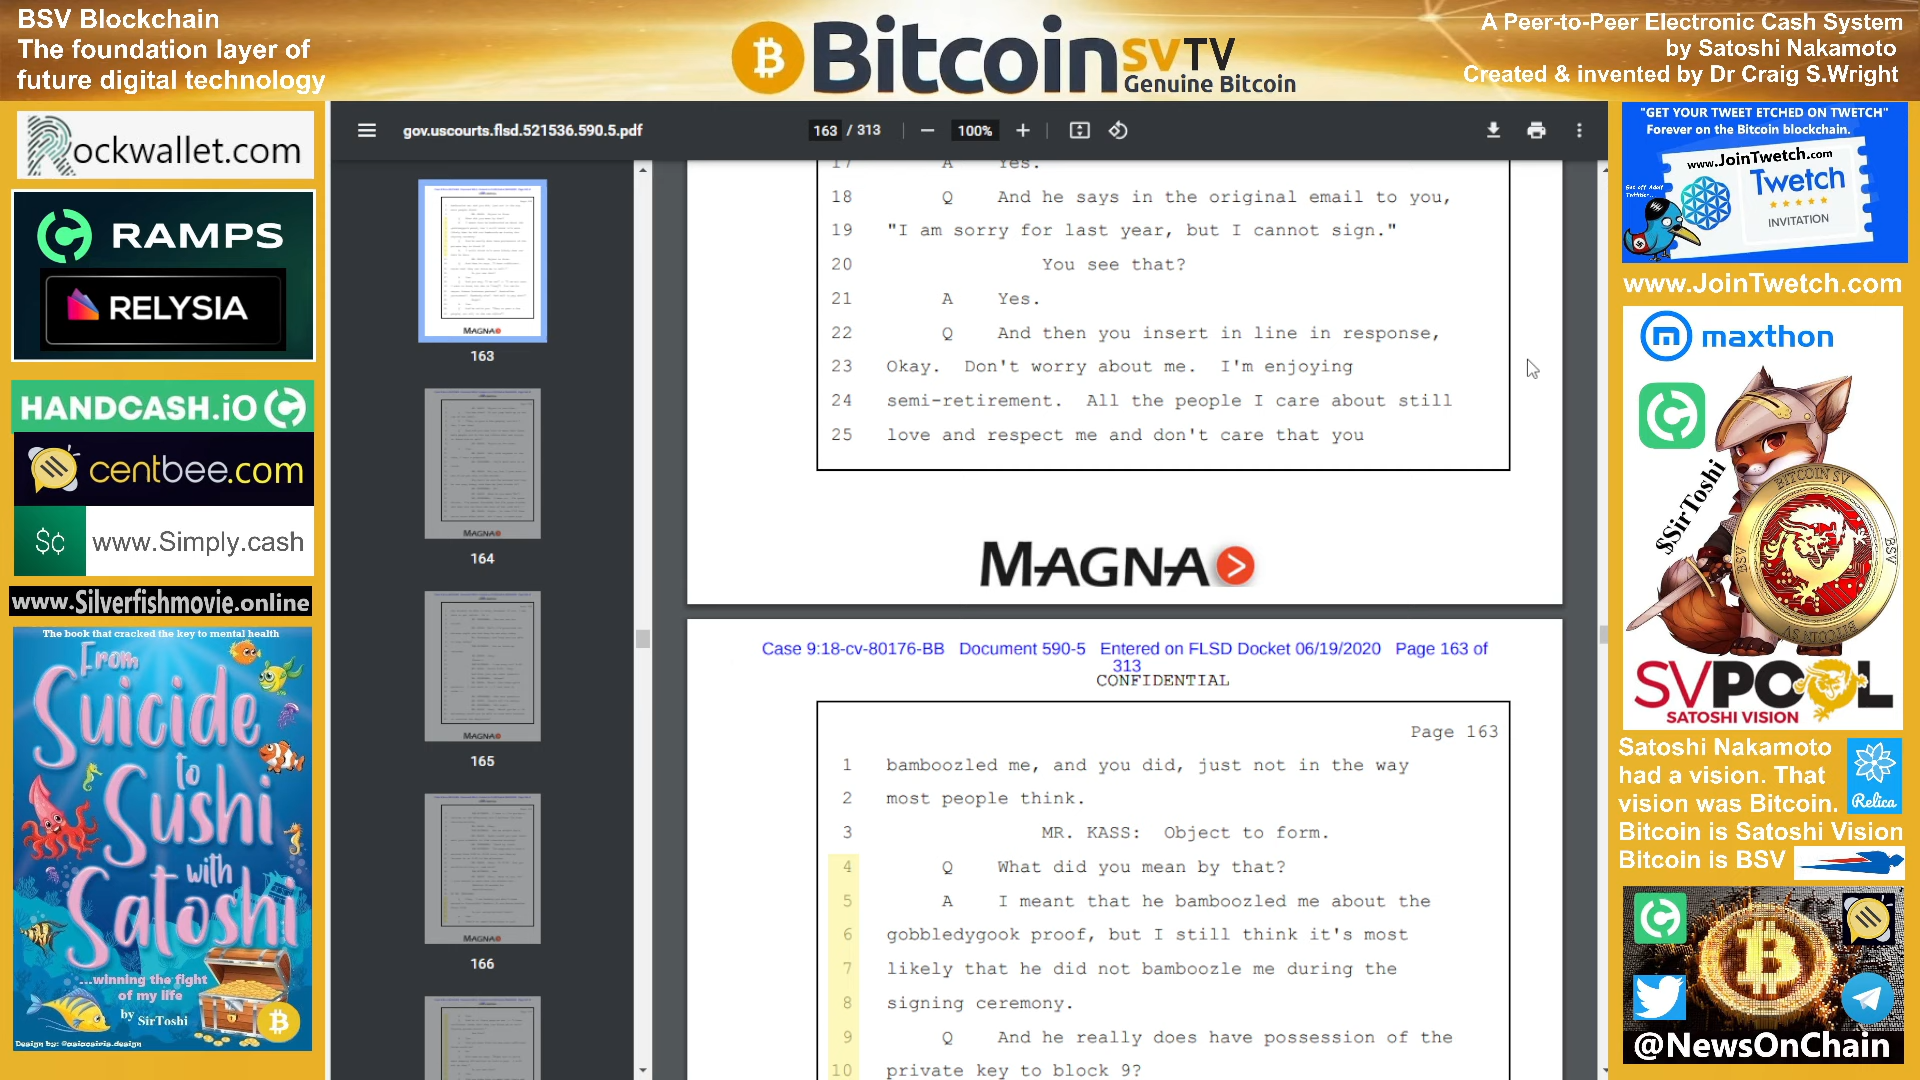 BSV Blockchain
The foundation layer of
future digital technology
Bitcoin SVTV
Genuine Bitcoin
A Peer-to-Peer Electronic Cash System
by Satoshi Nakamoto
Created & invented by Dr Craig S.Wright
Rockwallet.com
RAMPS
RELYSIA
HANDCASH.iO
centbee.com
$¢ www.Simply.cash
www.Silverfishmovie.online
The book that cracked the key to mental health
From
Suicide
to
Sushi
with
Satoshi
...winning the fight
of my life
by SirToshi
gov.uscourts.flsd.521536.590.5.pdf
163 / 313
100%
MAGNA
163
MAGNA
164
MAGNA
165
MAGNA
166
17 A Yes.
18 Q And he says in the original email to you,
19 "I am sorry for last year, but I cannot sign."
20 You see that?
21 A Yes.
22 Q And then you insert in line in response,
23 Okay. Don't worry about me. I'm enjoying
24 semi-retirement. All the people I care about still
25 love and respect me and don't care that you
MAGNA
Case 9:18-cv-80176-BB Document 590-5 Entered on FLSD Docket 06/19/2020 Page 163 of
313
CONFIDENTIAL
Page 163
1 bamboozled me, and you did, just not in the way
2 most people think.
3 MR. KASS: Object to form.
4 Q What did you mean by that?
5 A I meant that he bamboozled me about the
6 gobbledygook proof, but I still think it's most
7 likely that he did not bamboozle me during the
8 signing ceremony.
9 Q And he really does have possession of the
10 private key to block 9?
"GET YOUR TWEET ETCHED ON TWETCH"
Forever on the Bitcoin blockchain.
www.JoinTwetch.com
Twetch
INVITATION
www.JoinTwetch.com
maxthon
$SirToshi
BITCOIN SV
BSV
BSV
SVPOOL
SATOSHI VISION
Satoshi Nakamoto
had a vision. That
vision was Bitcoin.
Relica
Bitcoin is Satoshi Vision
Bitcoin is BSV
@NewsOnChain